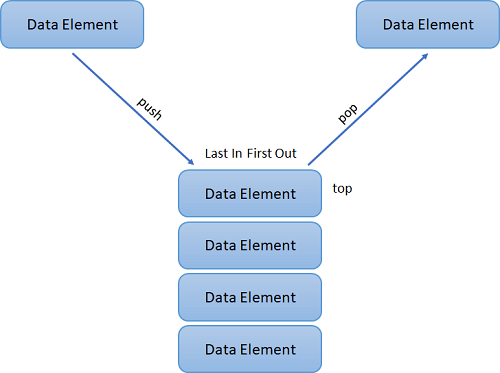 Data Element
Data Element
push
pop
Last In First Out
Data Element
top
Data Element
Data Element
Data Element